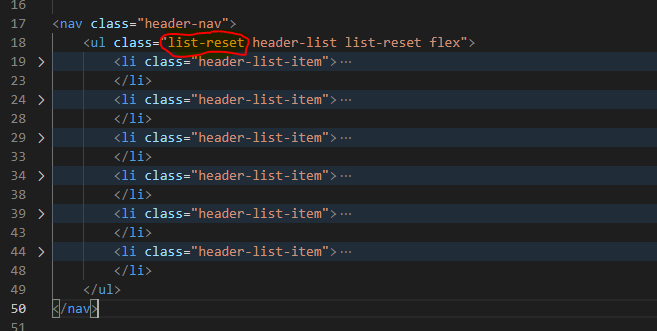 16
17 <nav class="header-nav">
18 <ul class="list-reset header-list list-reset flex">
19 > <li class="header-list-item">···
23 </li>
24 > <li class="header-list-item">···
28 </li>
29 > <li class="header-list-item">···
33 </li>
34 > <li class="header-list-item">···
38 </li>
39 > <li class="header-list-item">···
43 </li>
44 > <li class="header-list-item">···
48 </li>
49 </ul>
50 </nav>
51